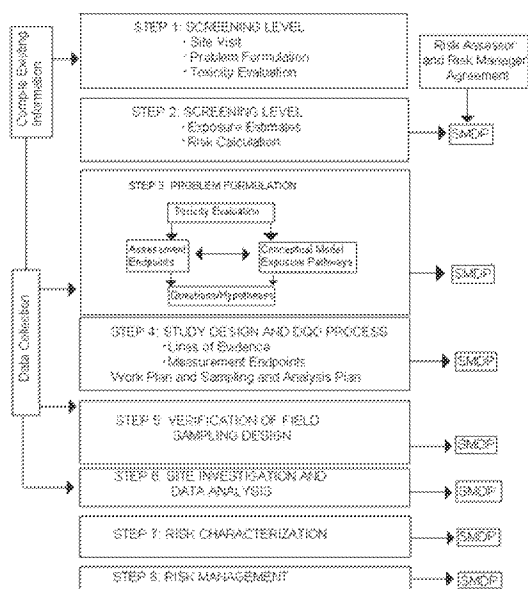 Compile Existing
Information
STEP 1: SCREENING LEVEL
· Site Visit
· Problem Formulation
· Toxicity Evaluation
Risk Assessor
and Risk Manager
Agreement
STEP 2: SCREENING LEVEL
· Exposure Estimates
· Risk Calculation
SMDP
STEP 3: PROBLEM FORMULATION
Toxicity Evaluation
Assessment
Endpoints
Conceptual Model
Exposure Pathways
Questions/Hypotheses
SMDP
Data Collection
STEP 4: STUDY DESIGN AND DQO PROCESS
· Lines of Evidence
· Measurement Endpoints
Work Plan and Sampling and Analysis Plan
SMDP
STEP 5: VERIFICATION OF FIELD
SAMPLING DESIGN
SMDP
STEP 6: SITE INVESTIGATION AND
DATA ANALYSIS
SMDP
STEP 7: RISK CHARACTERIZATION
SMDP
STEP 8: RISK MANAGEMENT
SMDP